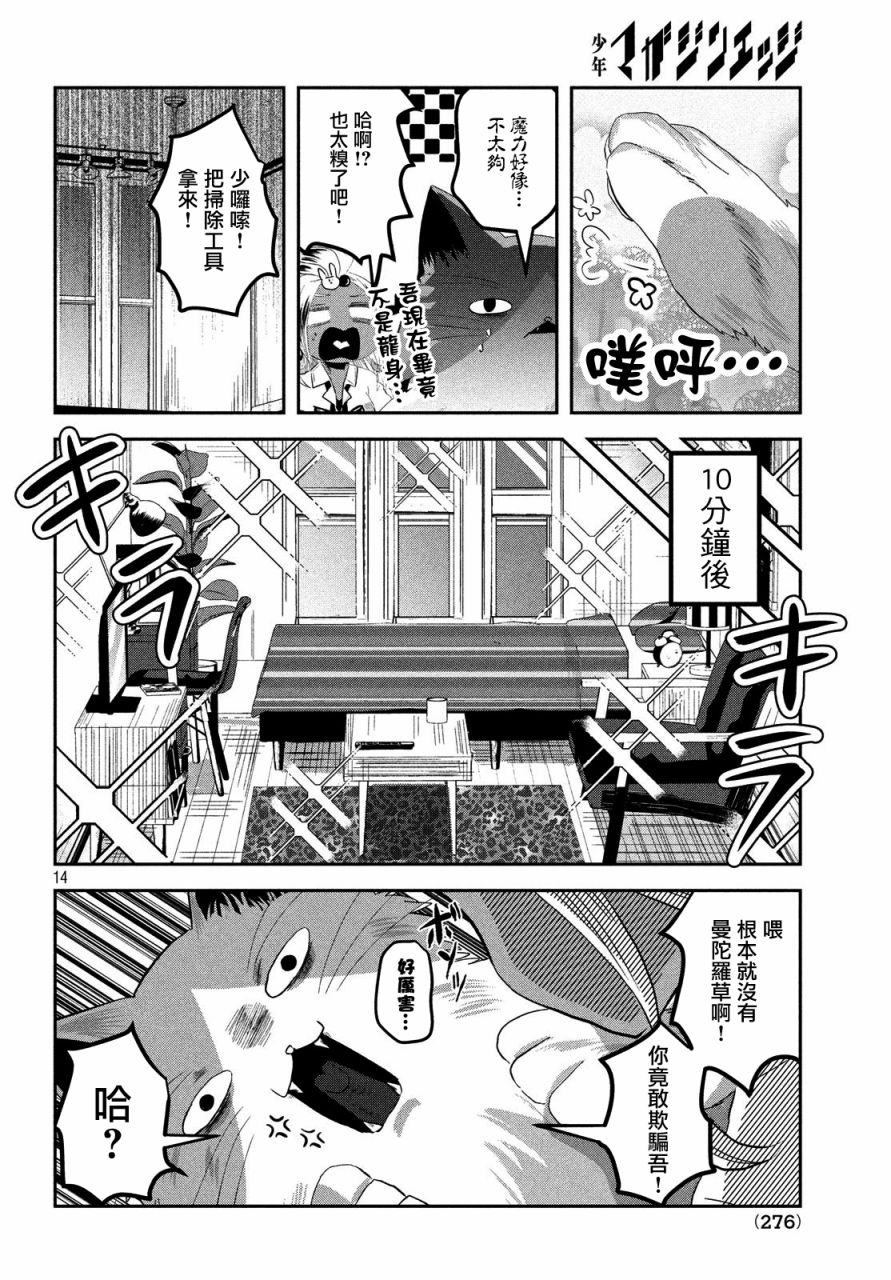 少年マガジンエッジ
噗呼…
魔力好像…
不太夠
哈啊!?
也太糗了吧！
吾現在畢竟
不是龍身…
少囉嗦！
把掃除工具
拿來！
10分鐘後
キラ
キラ
喂
根本就沒有
曼陀羅草啊！
你竟敢欺騙吾！
ボソ
好厲害…
哈？
14
(276)